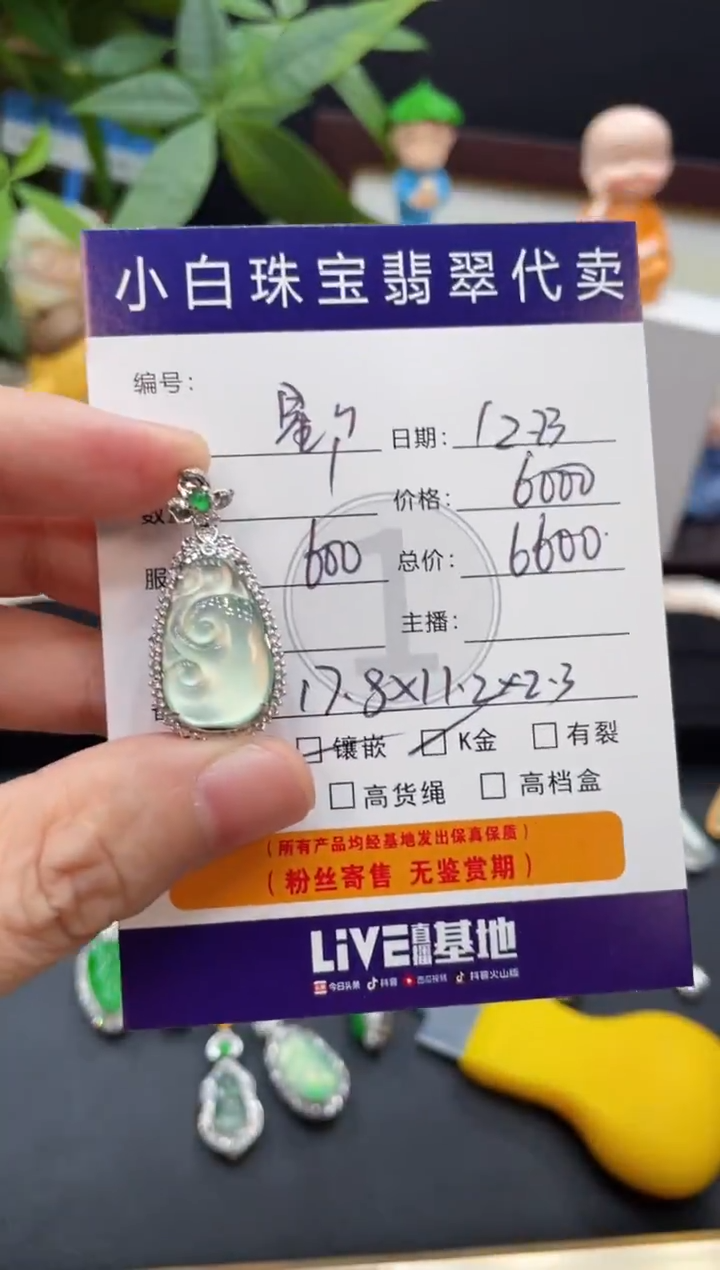 小白珠宝翡翠代卖
编号:
日期: 12-23
数 价格: 6000
服 600 总价: 6600
主播:
17.8×11.2×2.3
镶嵌 K金 有裂
高货绳 高档盒
(所有产品均经基地发出保真保质)
(粉丝寄售 无鉴赏期)
LiVE直播基地
今日头条 抖音 西瓜视频 抖音火山版